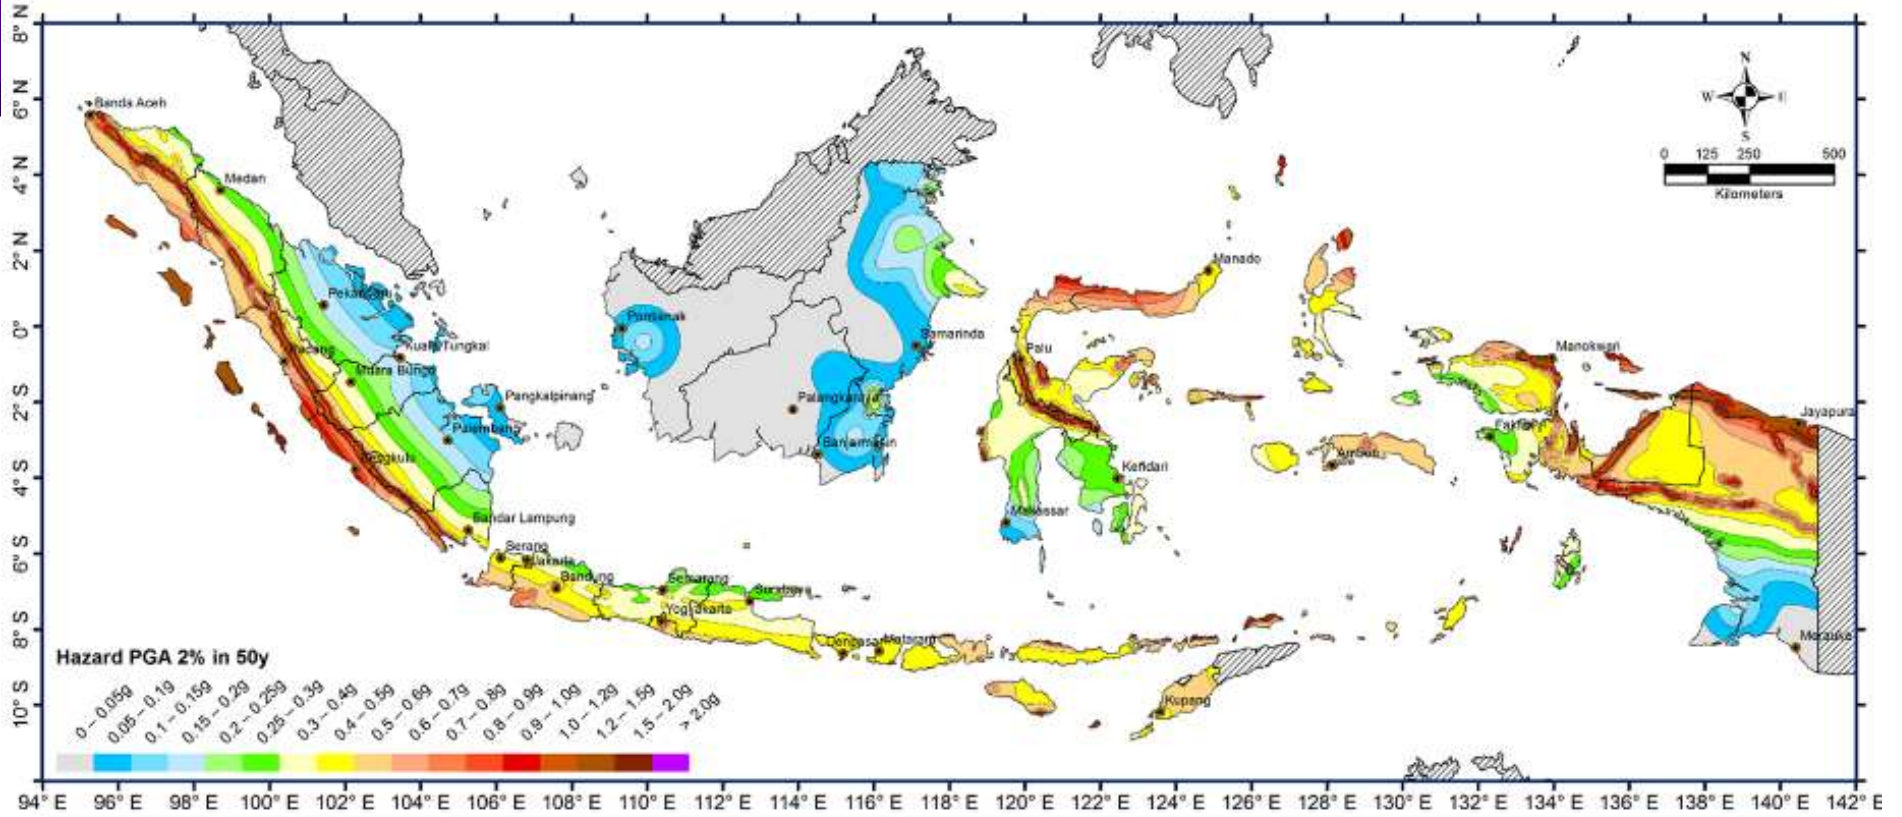 8° N
6° N
4° N
2° N
0°
2° S
4° S
6° S
8° S
10° S
Banda Aceh
Medan
Pekanbaru
Padang
Kuala Tungkal
Muara Bungo
Pangkalpinang
Palembang
Bengkulu
Bandar Lampung
Serang
Jakarta
Bandung
Semarang
Yogyakarta
Surabaya
Denpasar
Mataram
Kupang
Pontianak
Samarinda
Palangkaraya
Banjarmasin
Manado
Palu
Kendari
Makassar
Ambon
Manokwari
Fakfak
Jayapura
Merauke
N
W
E
S
0 125 250 500
Kilometers
Hazard PGA 2% in 50y
0 – 0.05g
0.05 – 0.1g
0.1 – 0.15g
0.15 – 0.2g
0.2 – 0.25g
0.25 – 0.3g
0.3 – 0.4g
0.4 – 0.5g
0.5 – 0.6g
0.6 – 0.7g
0.7 – 0.8g
0.8 – 0.9g
0.9 – 1.0g
1.0 – 1.2g
1.2 – 1.5g
1.5 – 2.0g
> 2.0g
94° E 96° E 98° E 100° E 102° E 104° E 106° E 108° E 110° E 112° E 114° E 116° E 118° E 120° E 122° E 124° E 126° E 128° E 130° E 132° E 134° E 136° E 138° E 140° E 142° E